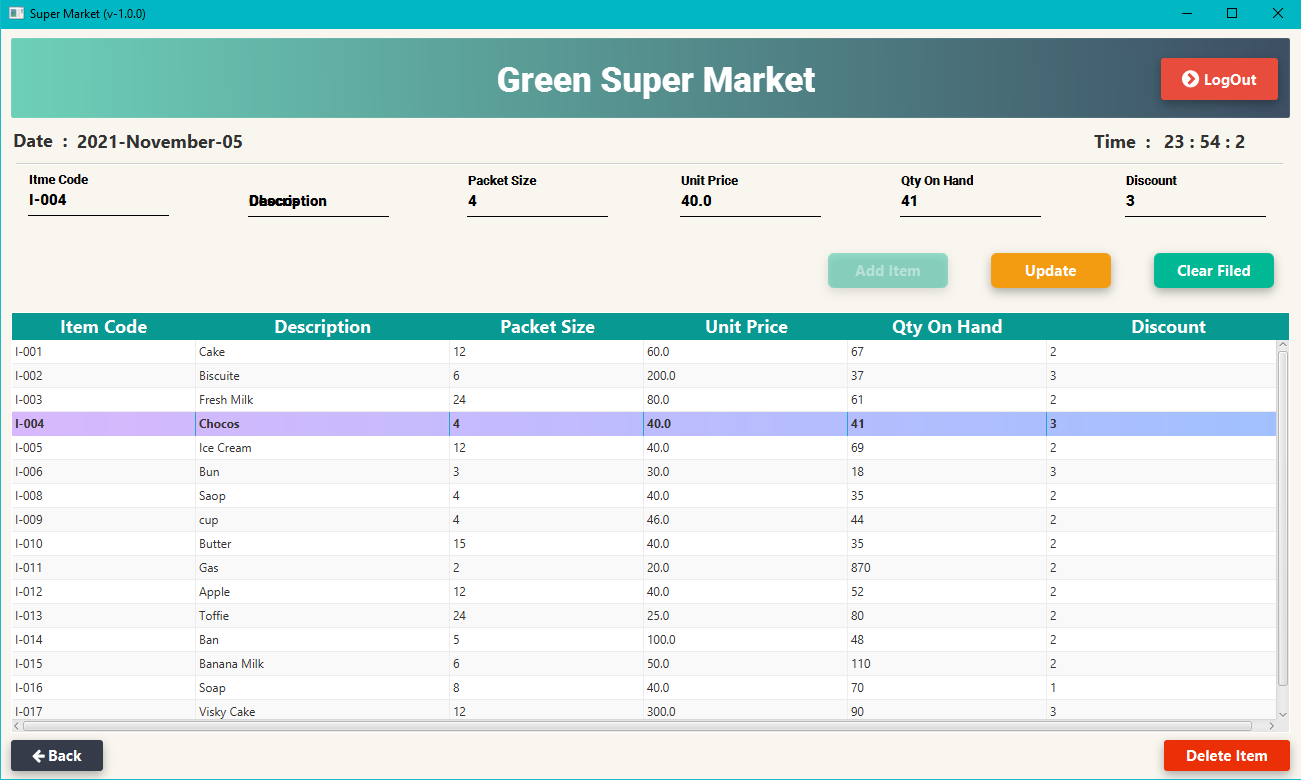 Super Market (v-1.0.0)
Green Super Market
LogOut
Date : 2021-November-05
Time : 23 : 54 : 2
Itme Code Packet Size Unit Price Qty On Hand Discount
I-004 Description Chocos 4 40.0 41 3
Add Item Update Clear Filed
Item Code Description Packet Size Unit Price Qty On Hand Discount
I-001 Cake 12 60.0 67 2
I-002 Biscuite 6 200.0 37 3
I-003 Fresh Milk 24 80.0 61 2
I-004 Chocos 4 40.0 41 3
I-005 Ice Cream 12 40.0 69 2
I-006 Bun 3 30.0 18 3
I-008 Saop 4 40.0 35 2
I-009 cup 4 46.0 44 2
I-010 Butter 15 40.0 35 2
I-011 Gas 2 20.0 870 2
I-012 Apple 12 40.0 52 2
I-013 Toffie 24 25.0 80 2
I-014 Ban 5 100.0 48 2
I-015 Banana Milk 6 50.0 110 2
I-016 Soap 8 40.0 70 1
I-017 Visky Cake 12 300.0 90 3
Back
Delete Item